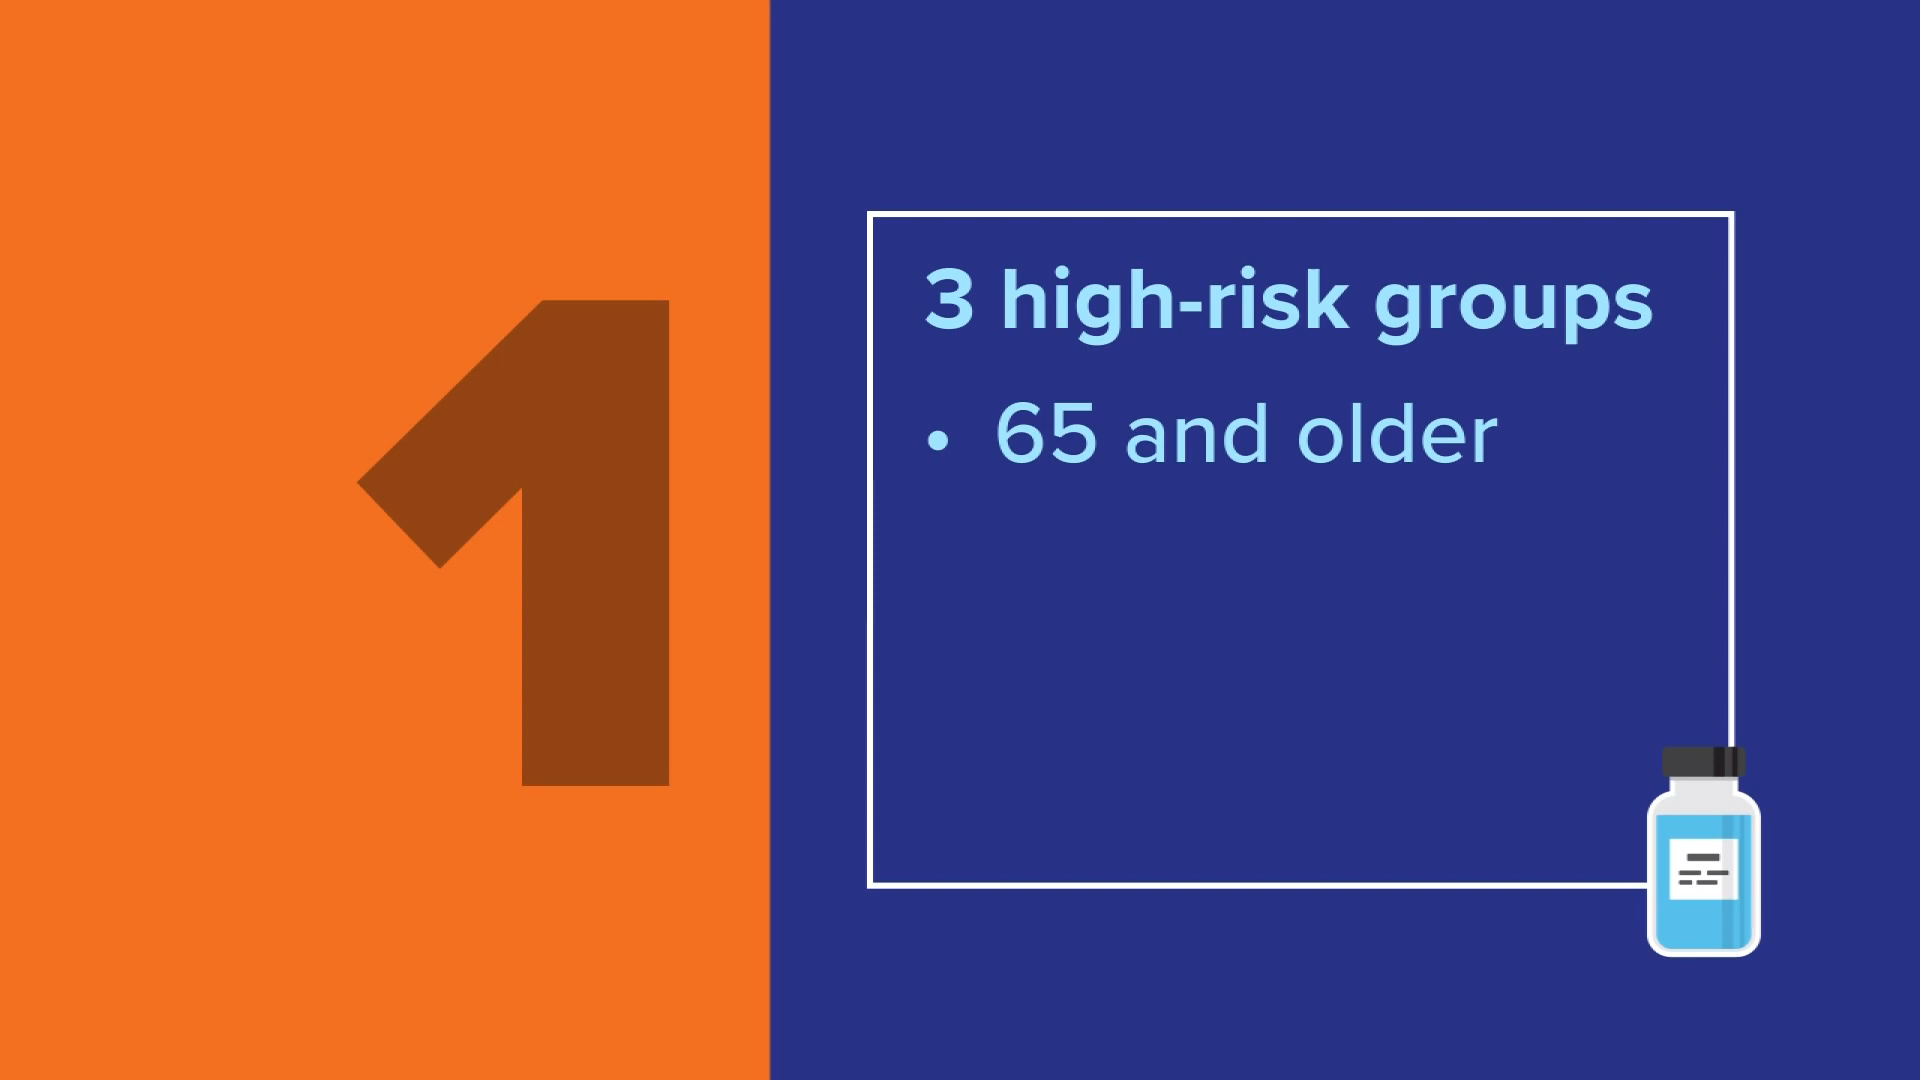 1
3 high-risk groups
• 65 and older